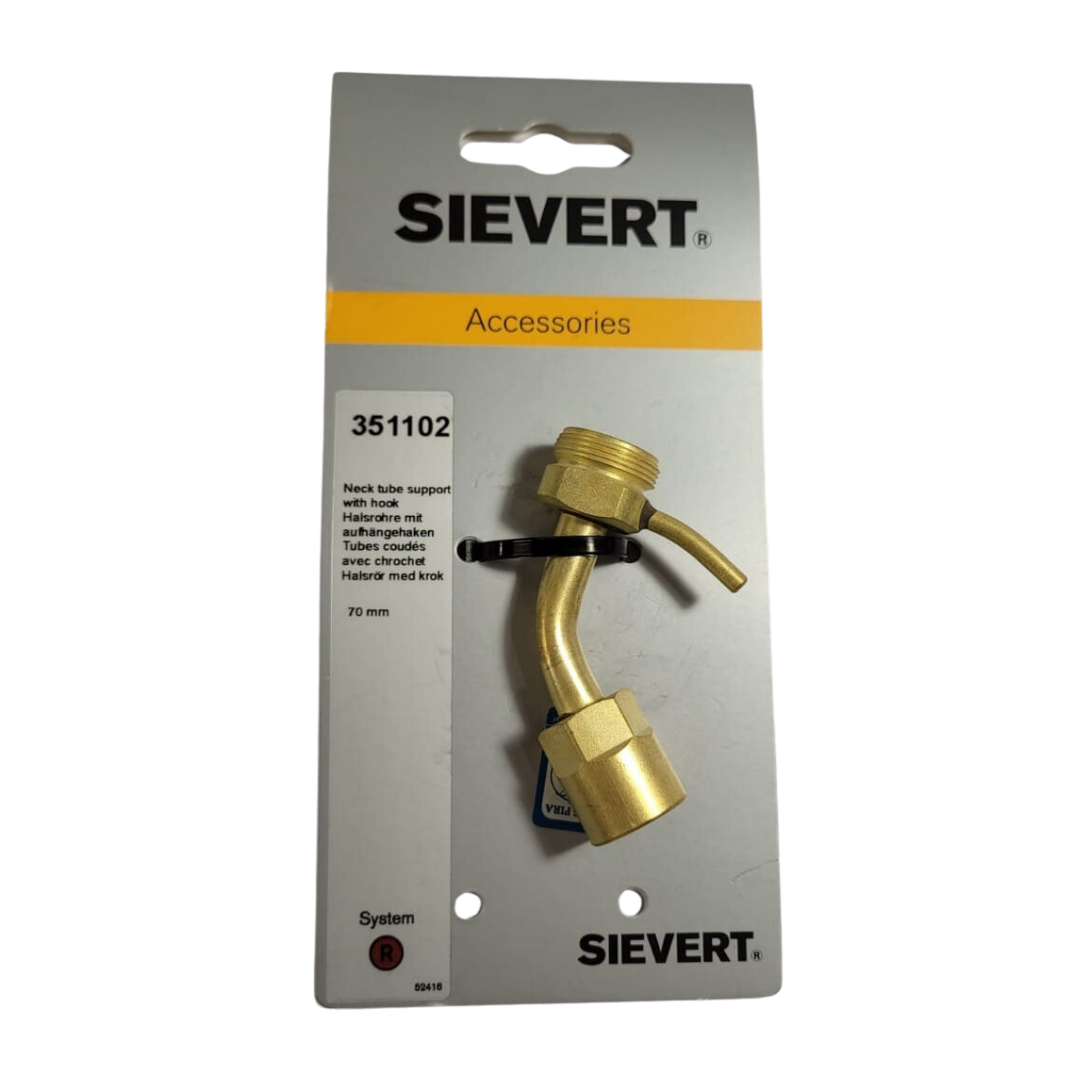 SIEVERT®
Accessories
351102
Neck tube support
with hook
Halsrohre mit
aufhängehaken
Tubes coudés
avec chrochet
Halsrör med krok
70 mm
PIRA
System
R
52416
SIEVERT®